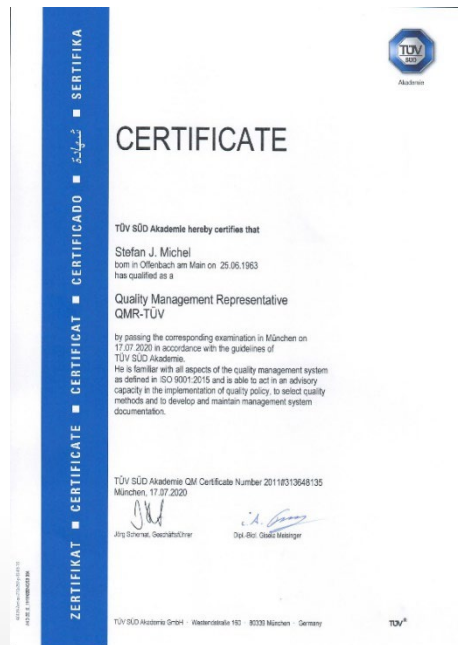 TÜV
SÜD
Akademie
ZERTIFIKAT ■ CERTIFICATE ■ CERTIFICAT ■ CERTIFICADO ■ شهادة ■ SERTIFIKA
CERTIFICATE
TÜV SÜD Akademie hereby certifies that
Stefan J. Michel
born in Offenbach am Main on 25.06.1963
has qualified as a
Quality Management Representative
QMR-TÜV
by passing the corresponding examination in München on
17.07.2020 in accordance with the guidelines of
TÜV SÜD Akademie.
He is familiar with all aspects of the quality management system
as defined in ISO 9001:2015 and is able to act in an advisory
capacity in the implementation of quality policy, to select quality
methods and to develop and maintain management system
documentation.
TÜV SÜD Akademie QM Certificate Number 2011#313648135
München, 17.07.2020
Jörg Schemat, Geschäftsführer
Dipl.-Biol. Gisela Meisinger
TÜV SÜD Akademie GmbH · Westendstraße 160 · 80339 München · Germany
TÜV®